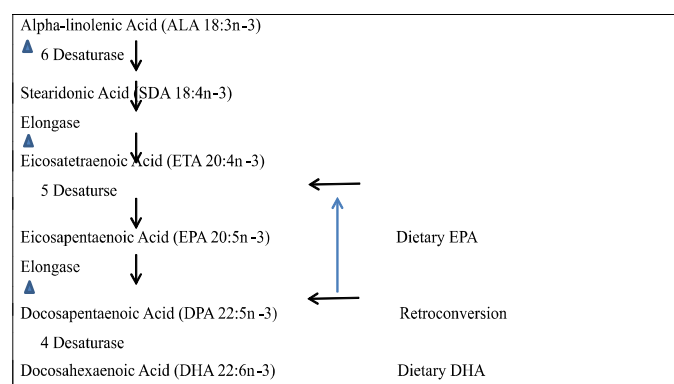 Alpha-linolenic Acid (ALA 18:3n-3)
6 Desaturase
Stearidonic Acid (SDA 18:4n-3)
Elongase
Eicosatetraenoic Acid (ETA 20:4n-3)
5 Desaturse
Eicosapentaenoic Acid (EPA 20:5n-3) Dietary EPA
Elongase
Docosapentaenoic Acid (DPA 22:5n-3) Retroconversion
4 Desaturase
Docosahexaenoic Acid (DHA 22:6n-3) Dietary DHA